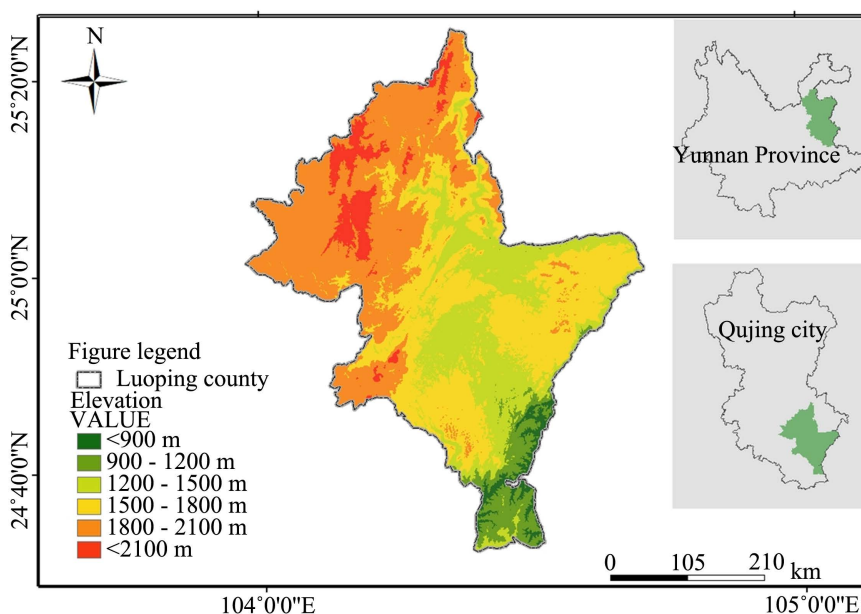 N
25°20'0"N
25°0'0"N
24°40'0"N
Yunnan Province
Qujing city
Figure legend
Luoping county
Elevation
VALUE
<900 m
900 - 1200 m
1200 - 1500 m
1500 - 1800 m
1800 - 2100 m
<2100 m
0 105 210 km
104°0'0"E 105°0'0"E